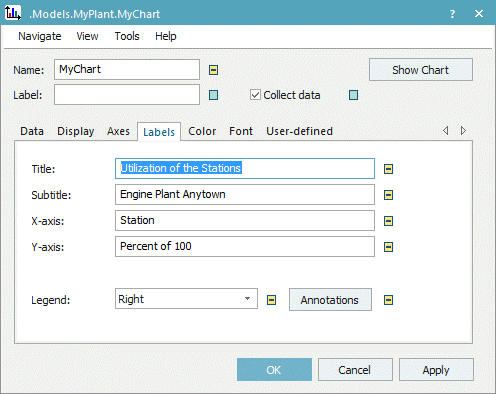 .Models.MyPlant.MyChart ?
Navigate View Tools Help
Name: MyChart Show Chart
Label: Collect data
Data Display Axes Labels Color Font User-defined
Title: Utilization of the Stations
Subtitle: Engine Plant Anytown
X-axis: Station
Y-axis: Percent of 100
Legend: Right Annotations
OK Cancel Apply